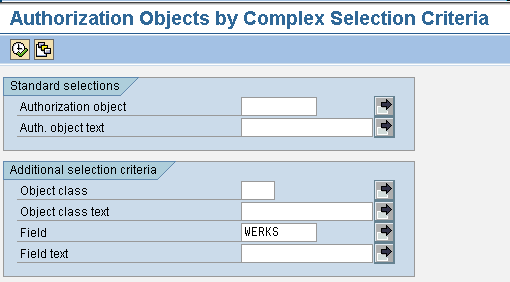 Authorization Objects by Complex Selection Criteria
Standard selections
Authorization object
Auth. object text
Additional selection criteria
Object class
Object class text
Field WERKS
Field text